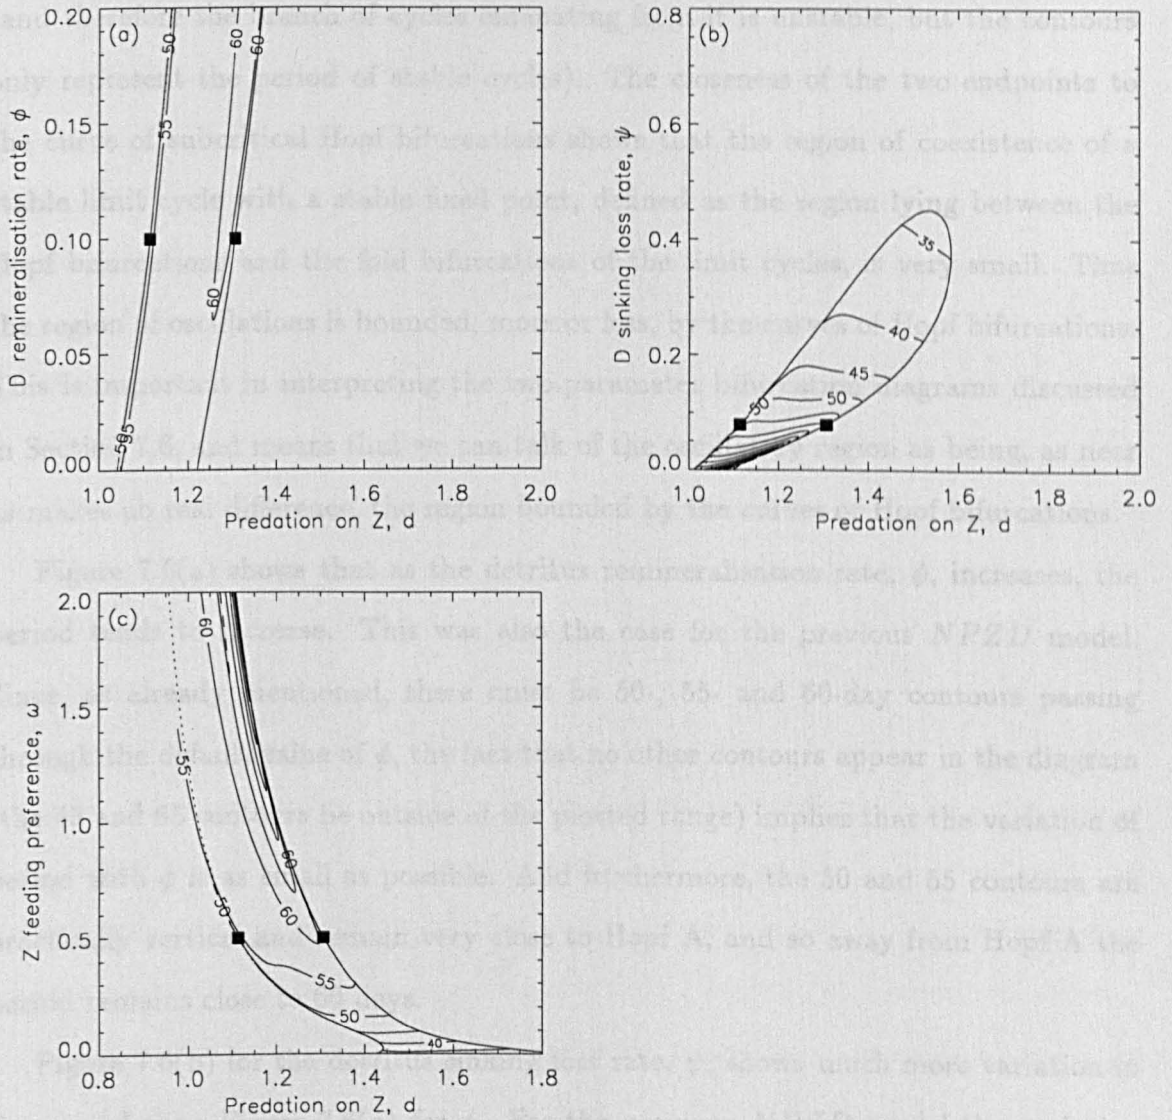 (a)
D remineralisation rate, ϕ
0.20
0.15
0.10
0.05
0.00
50
55
60
60
60
50
55
1.0 1.2 1.4 1.6 1.8 2.0
Predation on Z, d
(b)
D sinking loss rate, ψ
0.8
0.6
0.4
0.2
0.0
35
40
45
50
50
1.0 1.2 1.4 1.6 1.8 2.0
Predation on Z, d
(c)
Z feeding preference, ω
2.0
1.5
1.0
0.5
0.0
60
55
50
60
60
55
50
40
0.8 1.0 1.2 1.4 1.6 1.8
Predation on Z, d
only represent the period of stable cycles). The closeness of the two endpoints to
the curve of subcritical Hopf bifurcations shows that the region of coexistence of a
stable limit cycle with a stable fixed point, defined as the region lying between the
Hopf bifurcations and the fold bifurcations of the limit cycles, is very small. Thus
the region of oscillations is bounded, more or less, by the curves of Hopf bifurcations.
This is important in interpreting the two-parameter bifurcation diagrams discussed
in Section 7.6, and means that we can talk of the oscillatory region as being, as near
as makes no real difference, the region bounded by the curves of Hopf bifurcations.
Figure 7.6(a) shows that as the detritus remineralisation rate, ϕ, increases, the
period tends to increase. This was also the case for the previous NPZD model.
Since, as already mentioned, there must be 50-, 55- and 60-day contours passing
through the default value of ϕ, the fact that no other contours appear in the diagram
and 65 contours lie outside of the plotted range) implies that the variation of
period with ϕ is as small as possible. And furthermore, the 50 and 55 contours are
vertical and remain very close to Hopf A, and so away from Hopf A the
period remains close to 60 days.
Figure 7.6(b) for the detritus sinking loss rate, ψ, shows much more variation in